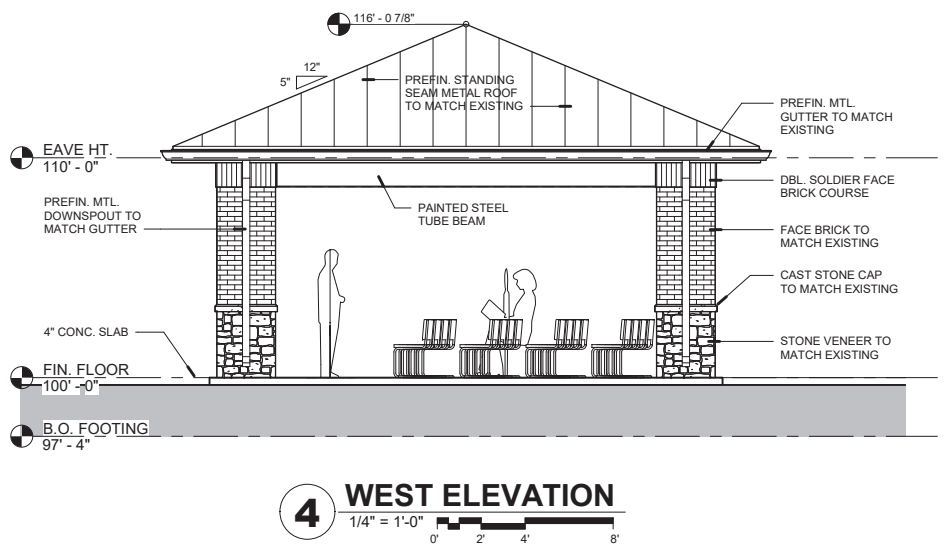 116' - 0 7/8"
12"
5"
PREFIN. STANDING
SEAM METAL ROOF
TO MATCH EXISTING
PREFIN. MTL.
GUTTER TO MATCH
EXISTING
EAVE HT.
110' - 0"
DBL. SOLDIER FACE
BRICK COURSE
PREFIN. MTL.
DOWNSPOUT TO
MATCH GUTTER
PAINTED STEEL
TUBE BEAM
FACE BRICK TO
MATCH EXISTING
CAST STONE CAP
TO MATCH EXISTING
4" CONC. SLAB
STONE VENEER TO
MATCH EXISTING
FIN. FLOOR
100' - 0"
B.O. FOOTING
97' - 4"
4
WEST ELEVATION
1/4" = 1'-0"
0' 2' 4' 8'